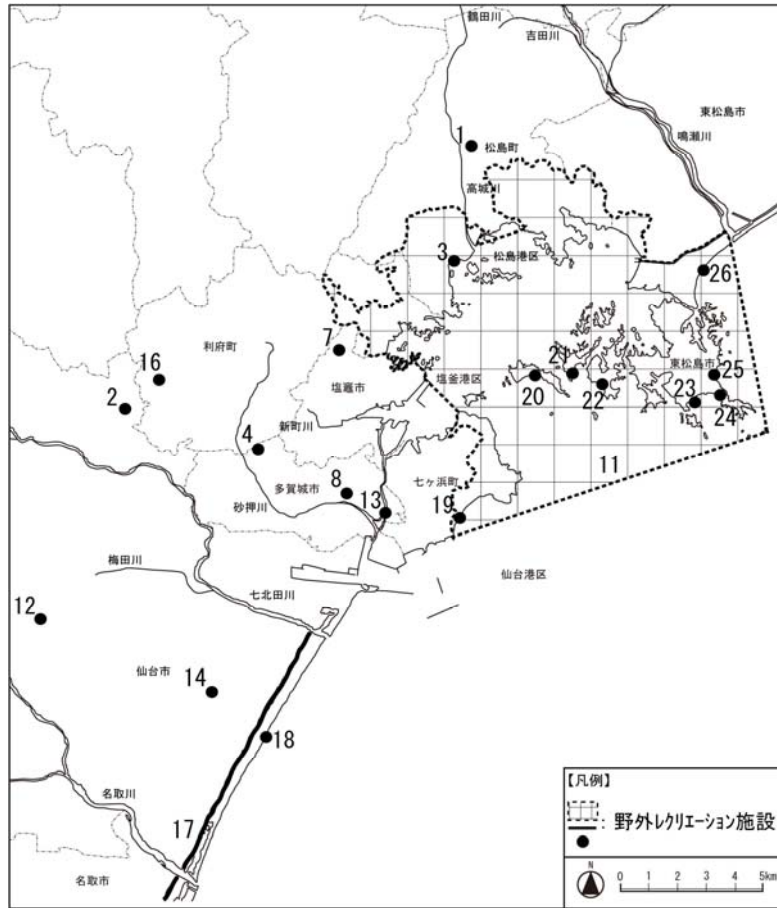 鶴田川
吉田川
東松島市
鳴瀬川
1
松島町
高城川
3
松島港区
26
7
利府町
16
2
塩竈市
塩釜港区
21
東松島市
25
20
22
23
24
新町川
4
8
多賀城市
13
七ヶ浜町
11
砂押川
19
梅田川
七北田川
仙台港区
12
仙台市
14
18
名取川
17
名取市
【凡例】
: 野外レクリエーション施設
N
0 1 2 3 4 5km